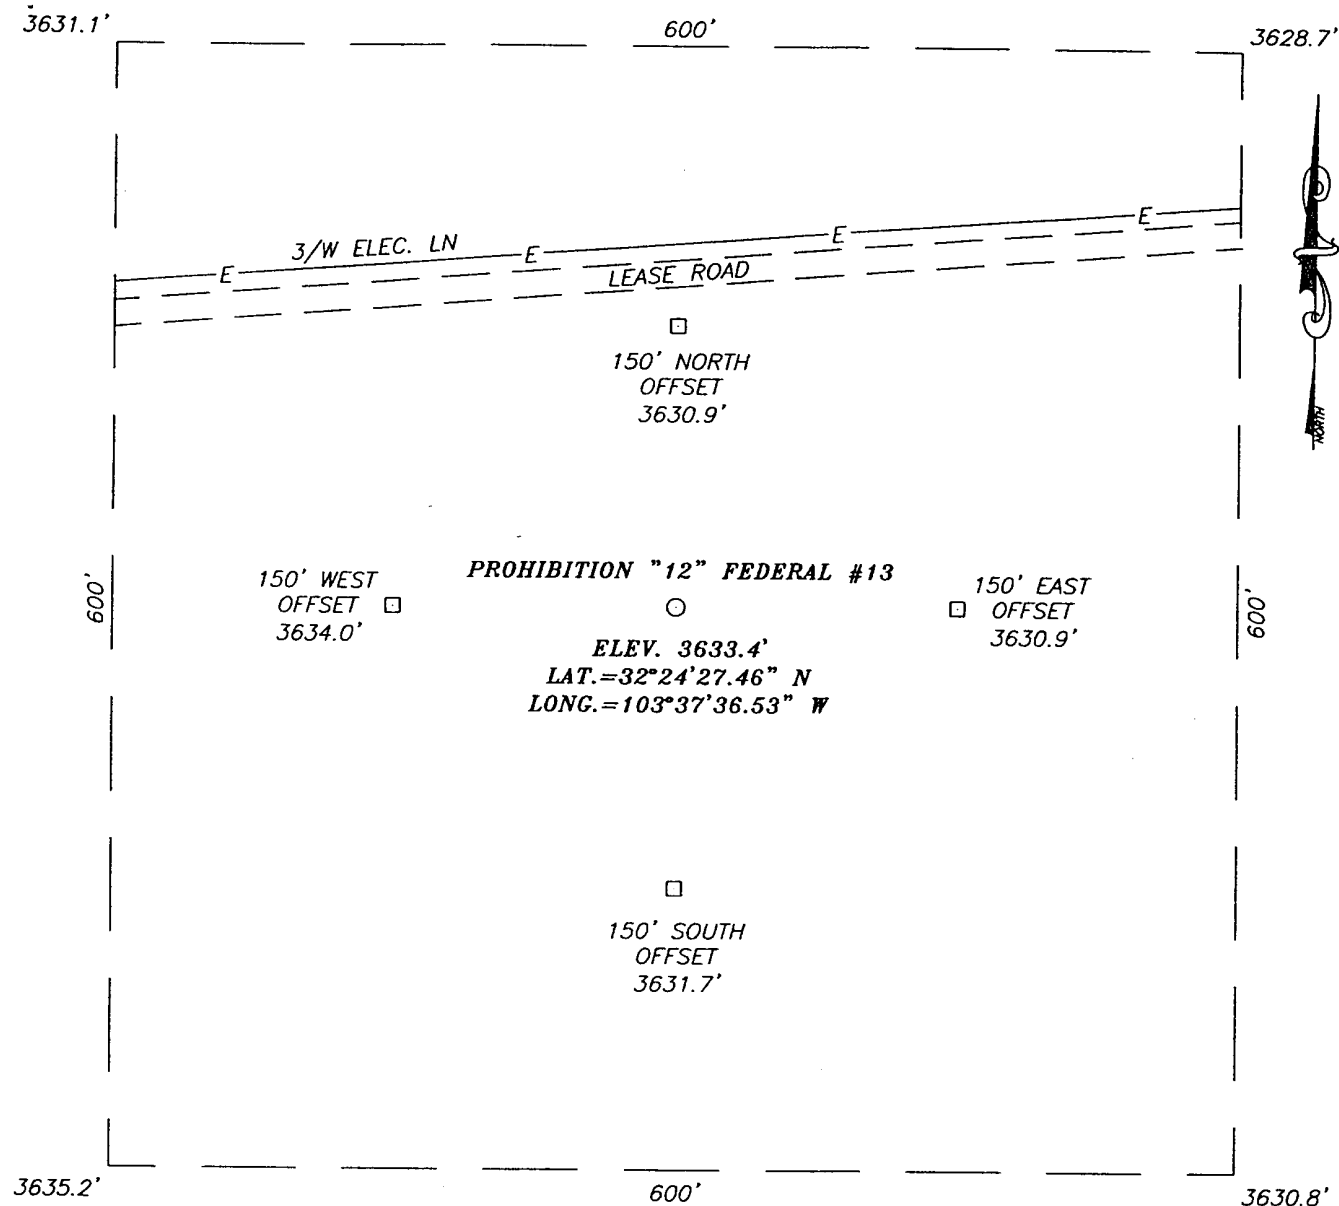 3631.1'
600'
3628.7'
3/W ELEC. LN
E
E
E
E
LEASE ROAD
150' NORTH
OFFSET
3630.9'
NORTH
600'
150' WEST
OFFSET
3634.0'
PROHIBITION "12" FEDERAL #13
ELEV. 3633.4'
LAT.=32°24'27.46" N
LONG.=103°37'36.53" W
150' EAST
OFFSET
3630.9'
600'
150' SOUTH
OFFSET
3631.7'
3635.2'
600'
3630.8'